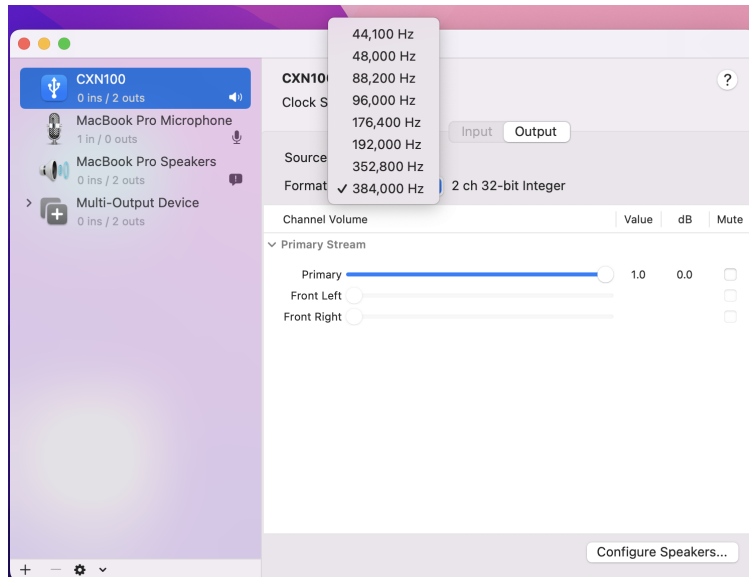 CXN100
0 ins / 2 outs
MacBook Pro Microphone
1 in / 0 outs
MacBook Pro Speakers
0 ins / 2 outs
Multi-Output Device
0 ins / 2 outs
44,100 Hz
48,000 Hz
88,200 Hz
96,000 Hz
176,400 Hz
192,000 Hz
352,800 Hz
✓ 384,000 Hz
CXN10
?
Clock S
Input Output
Source
Format 2 ch 32-bit Integer
Channel Volume Value dB Mute
Primary Stream
Primary 1.0 0.0
Front Left
Front Right
Configure Speakers...